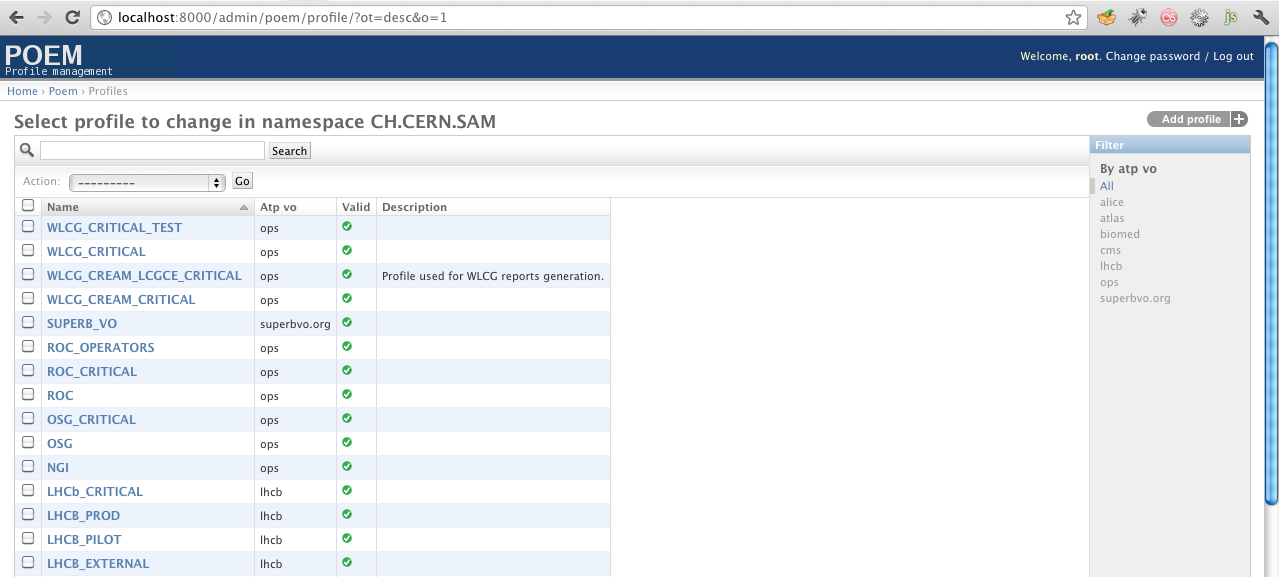 localhost:8000/admin/poem/profile/?ot=desc&o=1
js
POEM
Profile management
Welcome, root. Change password / Log out
Home › Poem › Profiles
Select profile to change in namespace CH.CERN.SAM
Add profile +
Search
Action: --------- Go
Name Atp vo Valid Description
WLCG_CRITICAL_TEST ops
WLCG_CRITICAL ops
WLCG_CREAM_LCGCE_CRITICAL ops Profile used for WLCG reports generation.
WLCG_CREAM_CRITICAL ops
SUPERB_VO superbvo.org
ROC_OPERATORS ops
ROC_CRITICAL ops
ROC ops
OSG_CRITICAL ops
OSG ops
NGI ops
LHCb_CRITICAL lhcb
LHCB_PROD lhcb
LHCB_PILOT lhcb
LHCB_EXTERNAL lhcb
Filter
By atp vo
All
alice
atlas
biomed
cms
lhcb
ops
superbvo.org